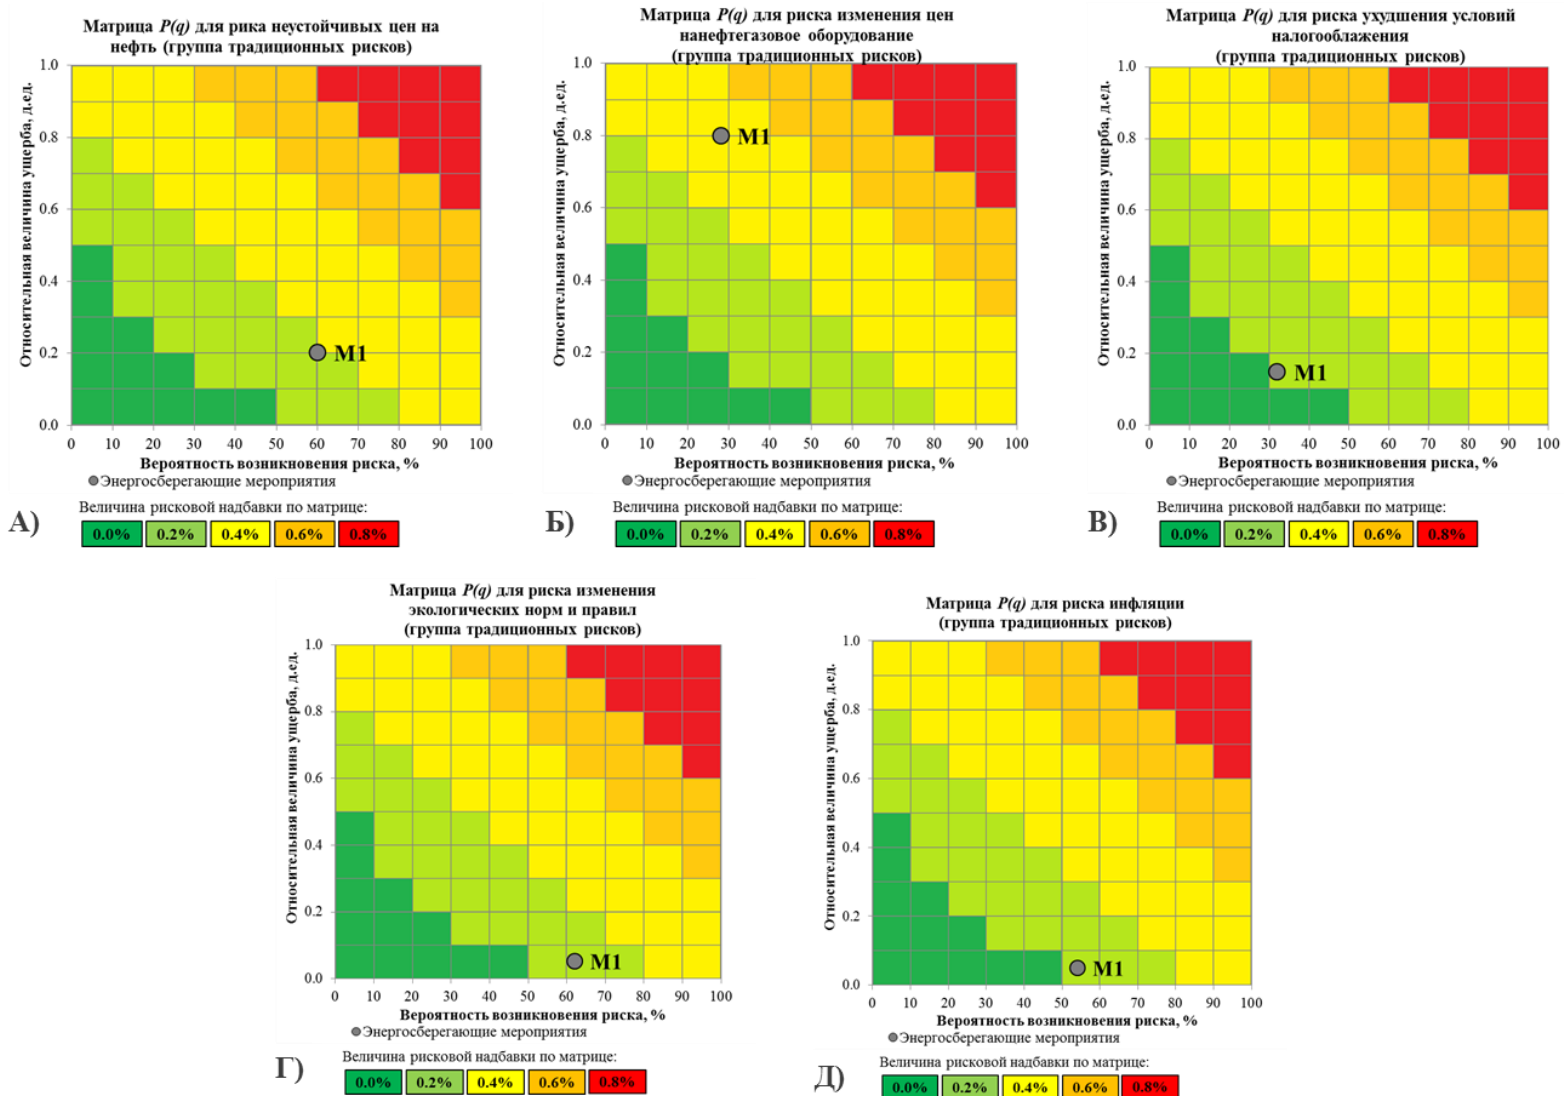 Матрица P(q) для рика неустойчивых цен на
нефть (группа традиционных рисков)
Относительная величина ущерба, д.ед.
1.0
0.8
0.6
0.4
0.2
0.0
M1
0 10 20 30 40 50 60 70 80 90 100
Вероятность возникновения риска, %
Энергосберегающие мероприятия
Величина рисковой надбавки по матрице:
0.0% 0.2% 0.4% 0.6% 0.8%
А)
Матрица P(q) для риска изменения цен
нанефтегазовое оборудование
(группа традиционных рисков)
Относительная величина ущерба, д.ед.
1.0
0.8
0.6
0.4
0.2
0.0
M1
0 10 20 30 40 50 60 70 80 90 100
Вероятность возникновения риска, %
Энергосберегающие мероприятия
Величина рисковой надбавки по матрице:
0.0% 0.2% 0.4% 0.6% 0.8%
Б)
Матрица P(q) для риска ухудшения условий
налогооблажения
(группа традиционных рисков)
Относительная величина ущерба, д.ед.
1.0
0.8
0.6
0.4
0.2
0.0
M1
0 10 20 30 40 50 60 70 80 90 100
Вероятность возникновения риска, %
Энергосберегающие мероприятия
Величина рисковой надбавки по матрице:
0.0% 0.2% 0.4% 0.6% 0.8%
В)
Матрица P(q) для риска изменения
экологических норм и правил
(группа традиционных рисков)
Относительная величина ущерба, д.ед.
1.0
0.8
0.6
0.4
0.2
0.0
M1
0 10 20 30 40 50 60 70 80 90 100
Вероятность возникновения риска, %
Энергосберегающие мероприятия
Величина рисковой надбавки по матрице:
0.0% 0.2% 0.4% 0.6% 0.8%
Г)
Матрица P(q) для риска инфляции
(группа традиционных рисков)
Относительная величина ущерба, д.ед.
1.0
0.8
0.6
0.4
0.2
0.0
M1
0 10 20 30 40 50 60 70 80 90 100
Вероятность возникновения риска, %
Энергосберегающие мероприятия
Величина рисковой надбавки по матрице:
0.0% 0.2% 0.4% 0.6% 0.8%
Д)